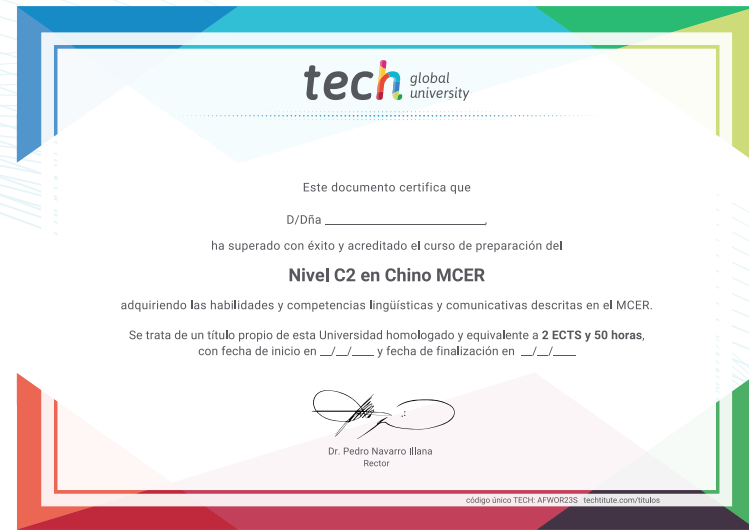 tech global university
Este documento certifica que
D/Dña ____________________,
ha superado con éxito y acreditado el curso de preparación del
Nivel C2 en Chino MCER
adquiriendo las habilidades y competencias lingüísticas y comunicativas descritas en el MCER.
Se trata de un título propio de esta Universidad homologado y equivalente a 2 ECTS y 50 horas,
con fecha de inicio en __/__/____ y fecha de finalización en __/__/____
Dr. Pedro Navarro Illana
Rector
código único TECH: AFWOR23S techtitute.com/titulos